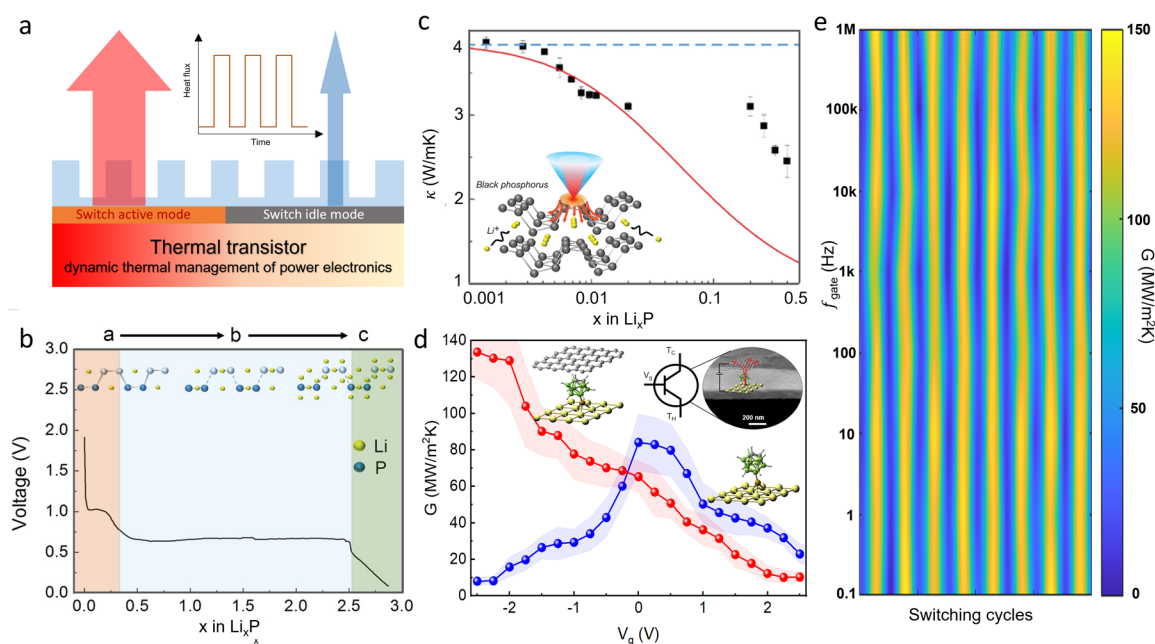 a
Heat flux
Time
Switch active mode
Switch idle mode
Thermal transistor
dynamic thermal management of power electronics
b
a
b
c
3.0
2.5
2.0
1.5
1.0
0.5
0.0
Voltage (V)
Li
P
0.0 0.5 1.0 1.5 2.0 2.5 3.0
x in LiₓP
c
4
3
2
1
κ (W/mK)
Black phosphorus
Li⁺
0.001 0.01 0.1 0.5
x in LiₓP
d
140
120
100
80
60
40
20
0
G (MW/m²K)
T_C
V_g
T_H
200 nm
-2 -1 0 1 2
V_g (V)
e
1M
100k
10k
1k
100
10
1
0.1
f_gate (Hz)
Switching cycles
150
100
50
0
G (MW/m²K)